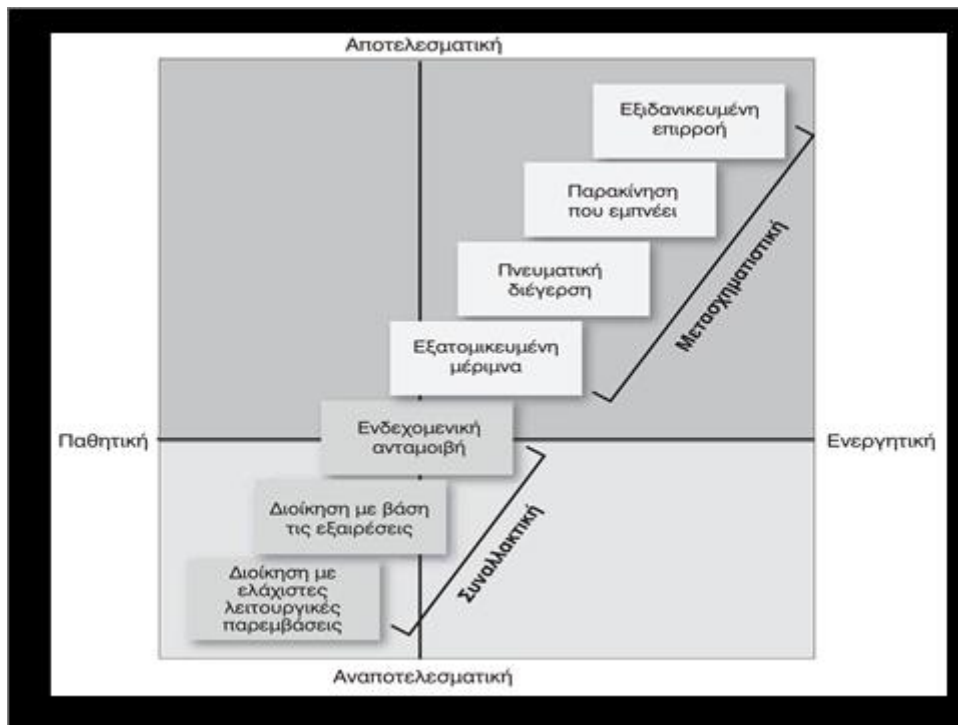 Αποτελεσματική
Εξιδανικευμένη
επιρροή
Παρακίνηση
που εμπνέει
Πνευματική
διέγερση
Μετασχηματιστική
Εξατομικευμένη
μέριμνα
Παθητική
Ενδεχομενική
ανταμοιβή
Ενεργητική
Διοίκηση με βάση
τις εξαιρέσεις
Συναλλακτική
Διοίκηση με
ελάχιστες
λειτουργικές
παρεμβάσεις
Αναποτελεσματική